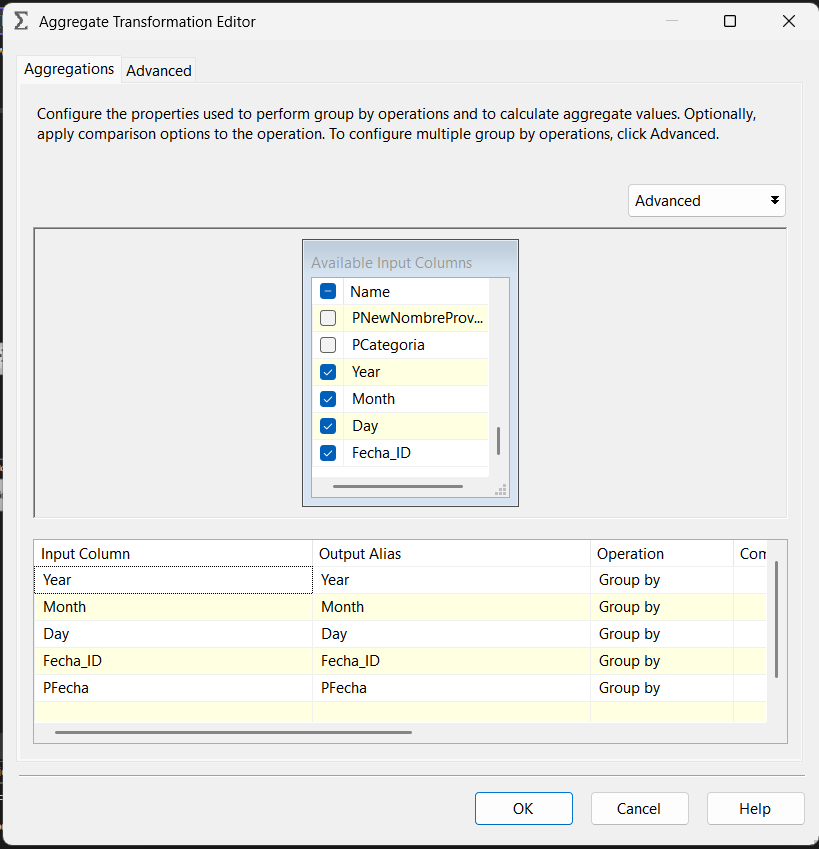 Aggregate Transformation Editor
Aggregations Advanced
Configure the properties used to perform group by operations and to calculate aggregate values. Optionally,
apply comparison options to the operation. To configure multiple group by operations, click Advanced.
Advanced
Available Input Columns
Name
PNewNombreProv...
PCategoria
Year
Month
Day
Fecha_ID
Input Column Output Alias Operation Com
Year Year Group by
Month Month Group by
Day Day Group by
Fecha_ID Fecha_ID Group by
PFecha PFecha Group by
OK Cancel Help